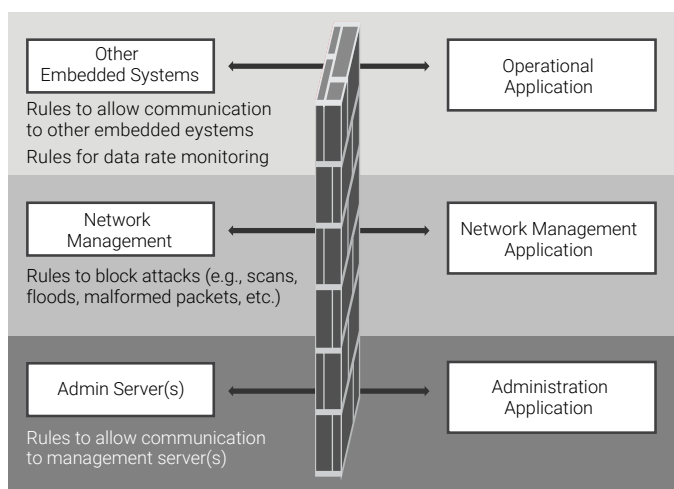 Other
Embedded Systems
Operational
Application
Rules to allow communication
to other embedded eystems
Rules for data rate monitoring
Network
Management
Network Management
Application
Rules to block attacks (e.g., scans,
floods, malformed packets, etc.)
Admin Server(s)
Administration
Application
Rules to allow communication
to management server(s)